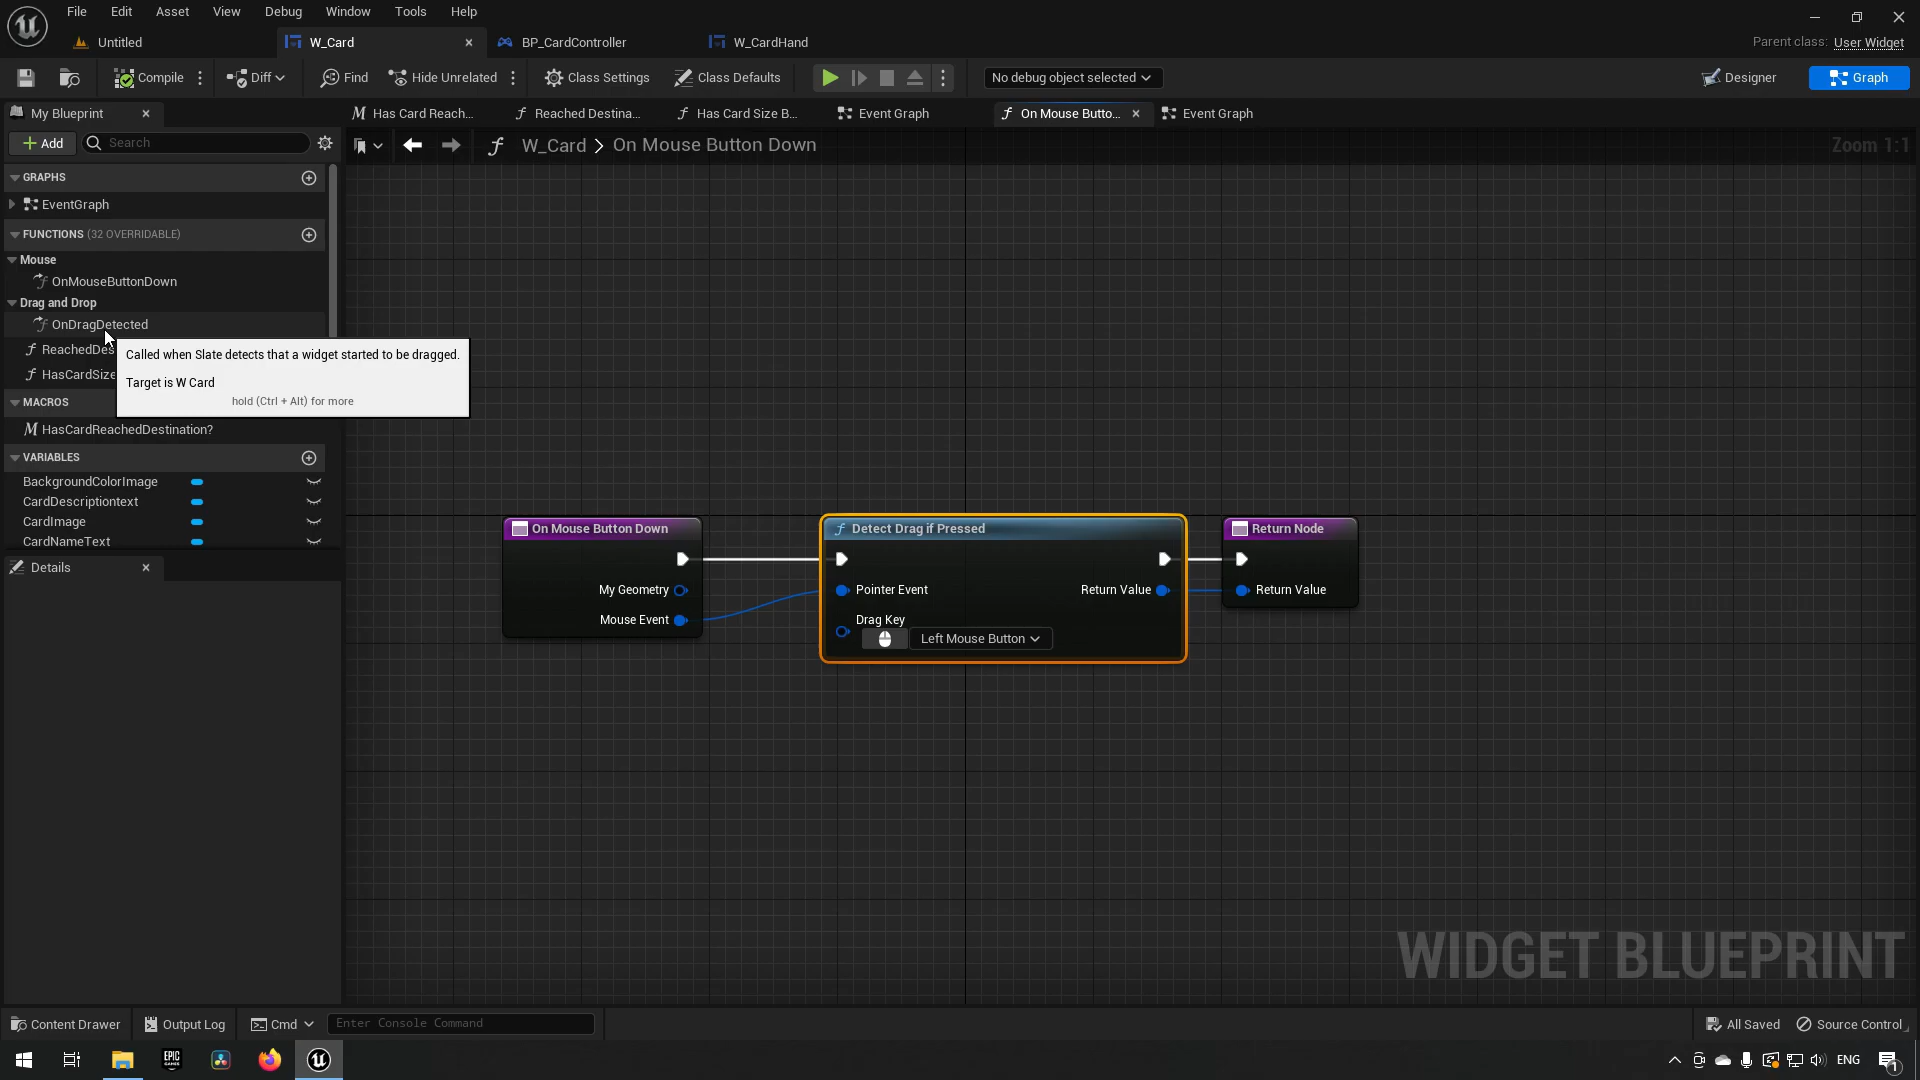 File Edit Asset View Debug Window Tools Help
Untitled
W_Card
BP_CardController
W_CardHand
Parent class: User Widget
Compile
Diff
Find
Hide Unrelated
Class Settings
Class Defaults
No debug object selected
Designer
Graph
My Blueprint
Has Card Reach...
Reached Destina...
Has Card Size B...
Event Graph
On Mouse Butto...
Event Graph
Add
Search
W_Card > On Mouse Button Down
Zoom 1:1
GRAPHS
EventGraph
FUNCTIONS (32 OVERRIDABLE)
Mouse
OnMouseButtonDown
Drag and Drop
OnDragDetected
ReachedDes
HasCardSize
Called when Slate detects that a widget started to be dragged.
Target is W Card
hold (Ctrl + Alt) for more
MACROS
HasCardReachedDestination?
VARIABLES
BackgroundColorImage
CardDescriptiontext
CardImage
CardNameText
Details
On Mouse Button Down
My Geometry
Mouse Event
Detect Drag if Pressed
Pointer Event
Return Value
Drag Key
Left Mouse Button
Return Node
Return Value
WIDGET BLUEPRINT
Content Drawer
Output Log
Cmd
Enter Console Command
All Saved
Source Control
EPIC
GAMES
ENG
1